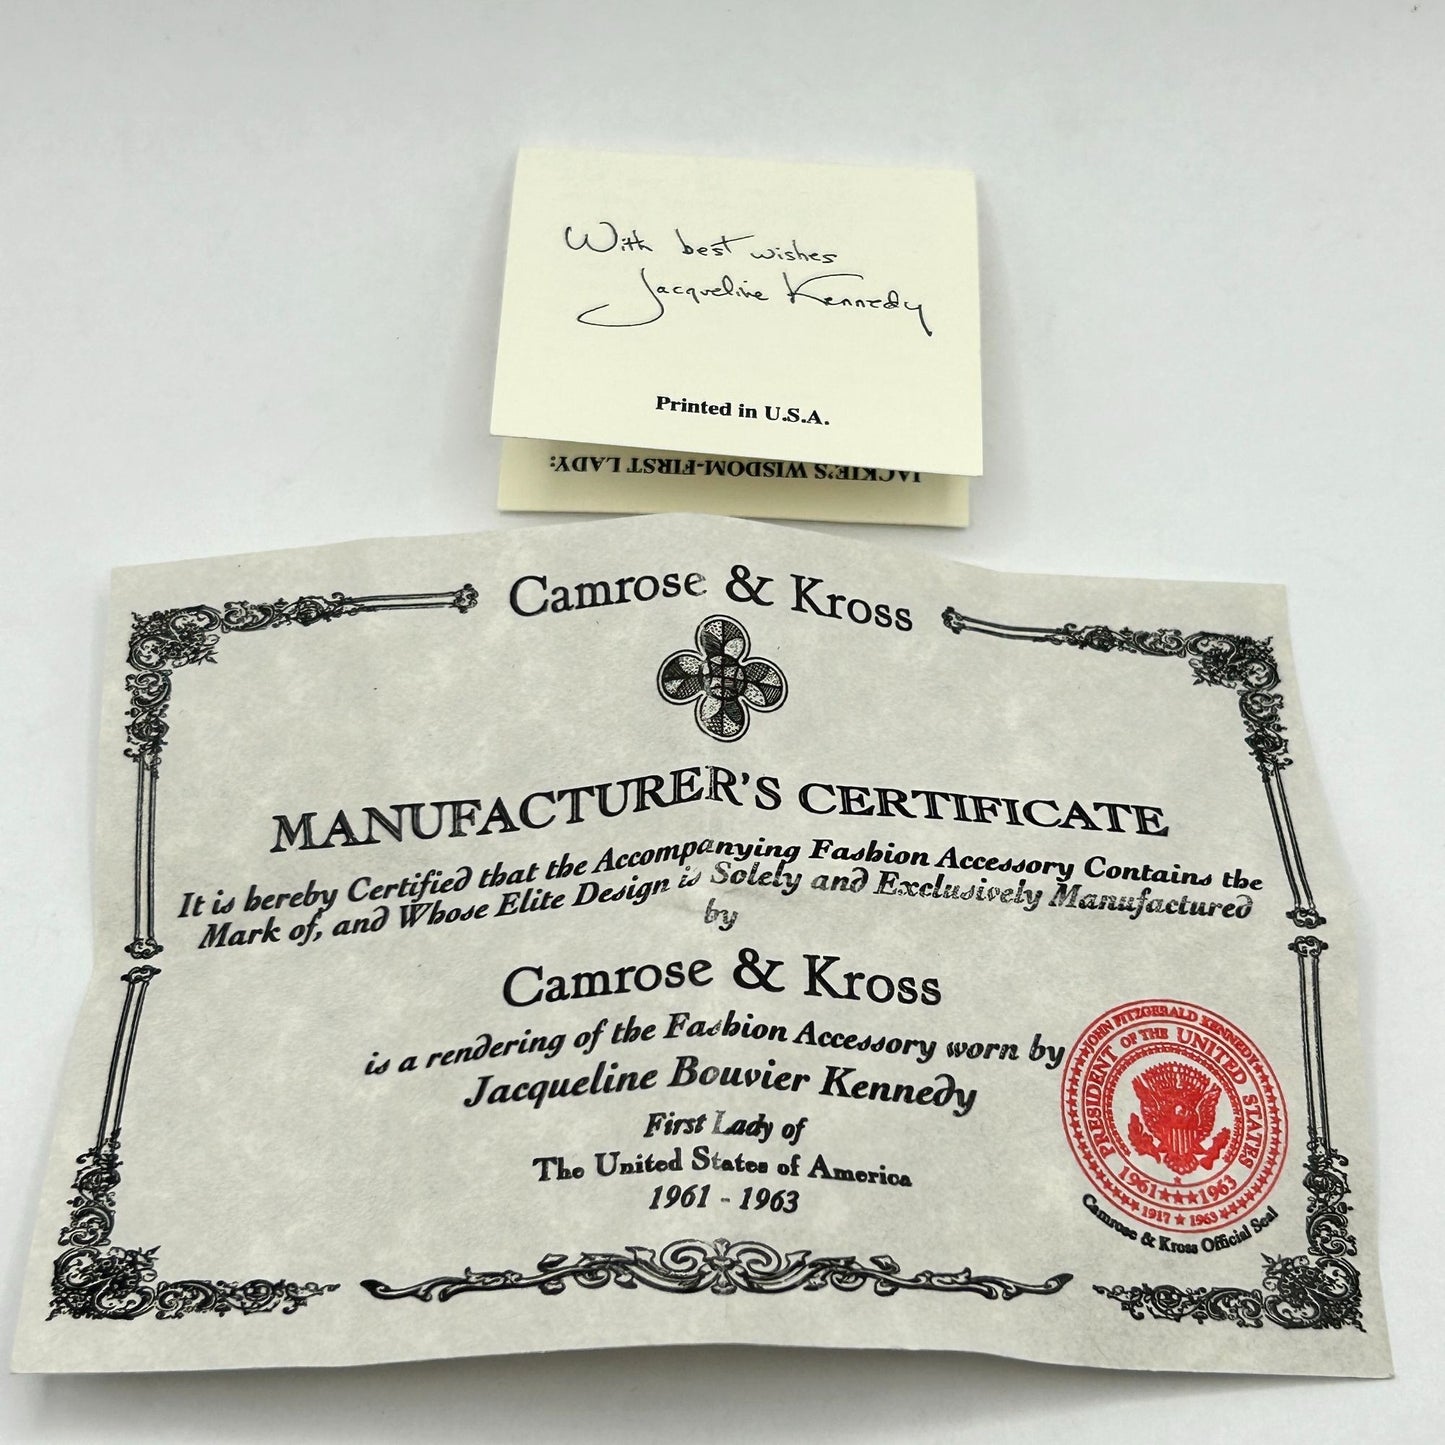 With best wishes
Jacqueline Kennedy
Printed in U.S.A.
JACKIE'S WISDOM-FIRST LADY:
Camrose & Kross
MANUFACTURER'S CERTIFICATE
It is hereby Certified that the Accompanying Fashion Accessory Contains the
Mark of, and Whose Elite Design is Solely and Exclusively Manufactured
by
Camrose & Kross
is a rendering of the Fashion Accessory worn by
Jacqueline Bouvier Kennedy
First Lady of
The United States of America
1961 - 1963
JOHN FITZGERALD KENNEDY
PRESIDENT OF THE UNITED STATES
1961★★★1963
1917 ★ 1963
Camrose & Kross Official Seal